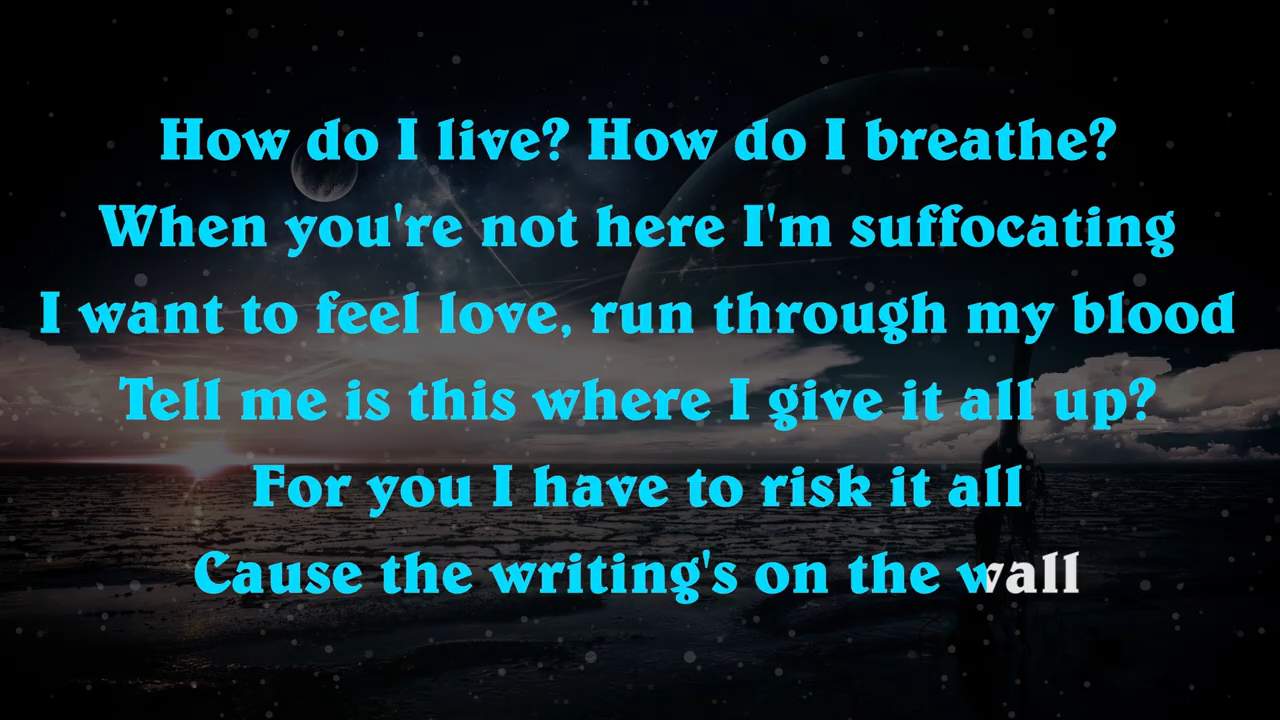 How do I live? How do I breathe?
When you're not here I'm suffocating
I want to feel love, run through my blood
Tell me is this where I give it all up?
For you I have to risk it all
Cause the writing's on the wall